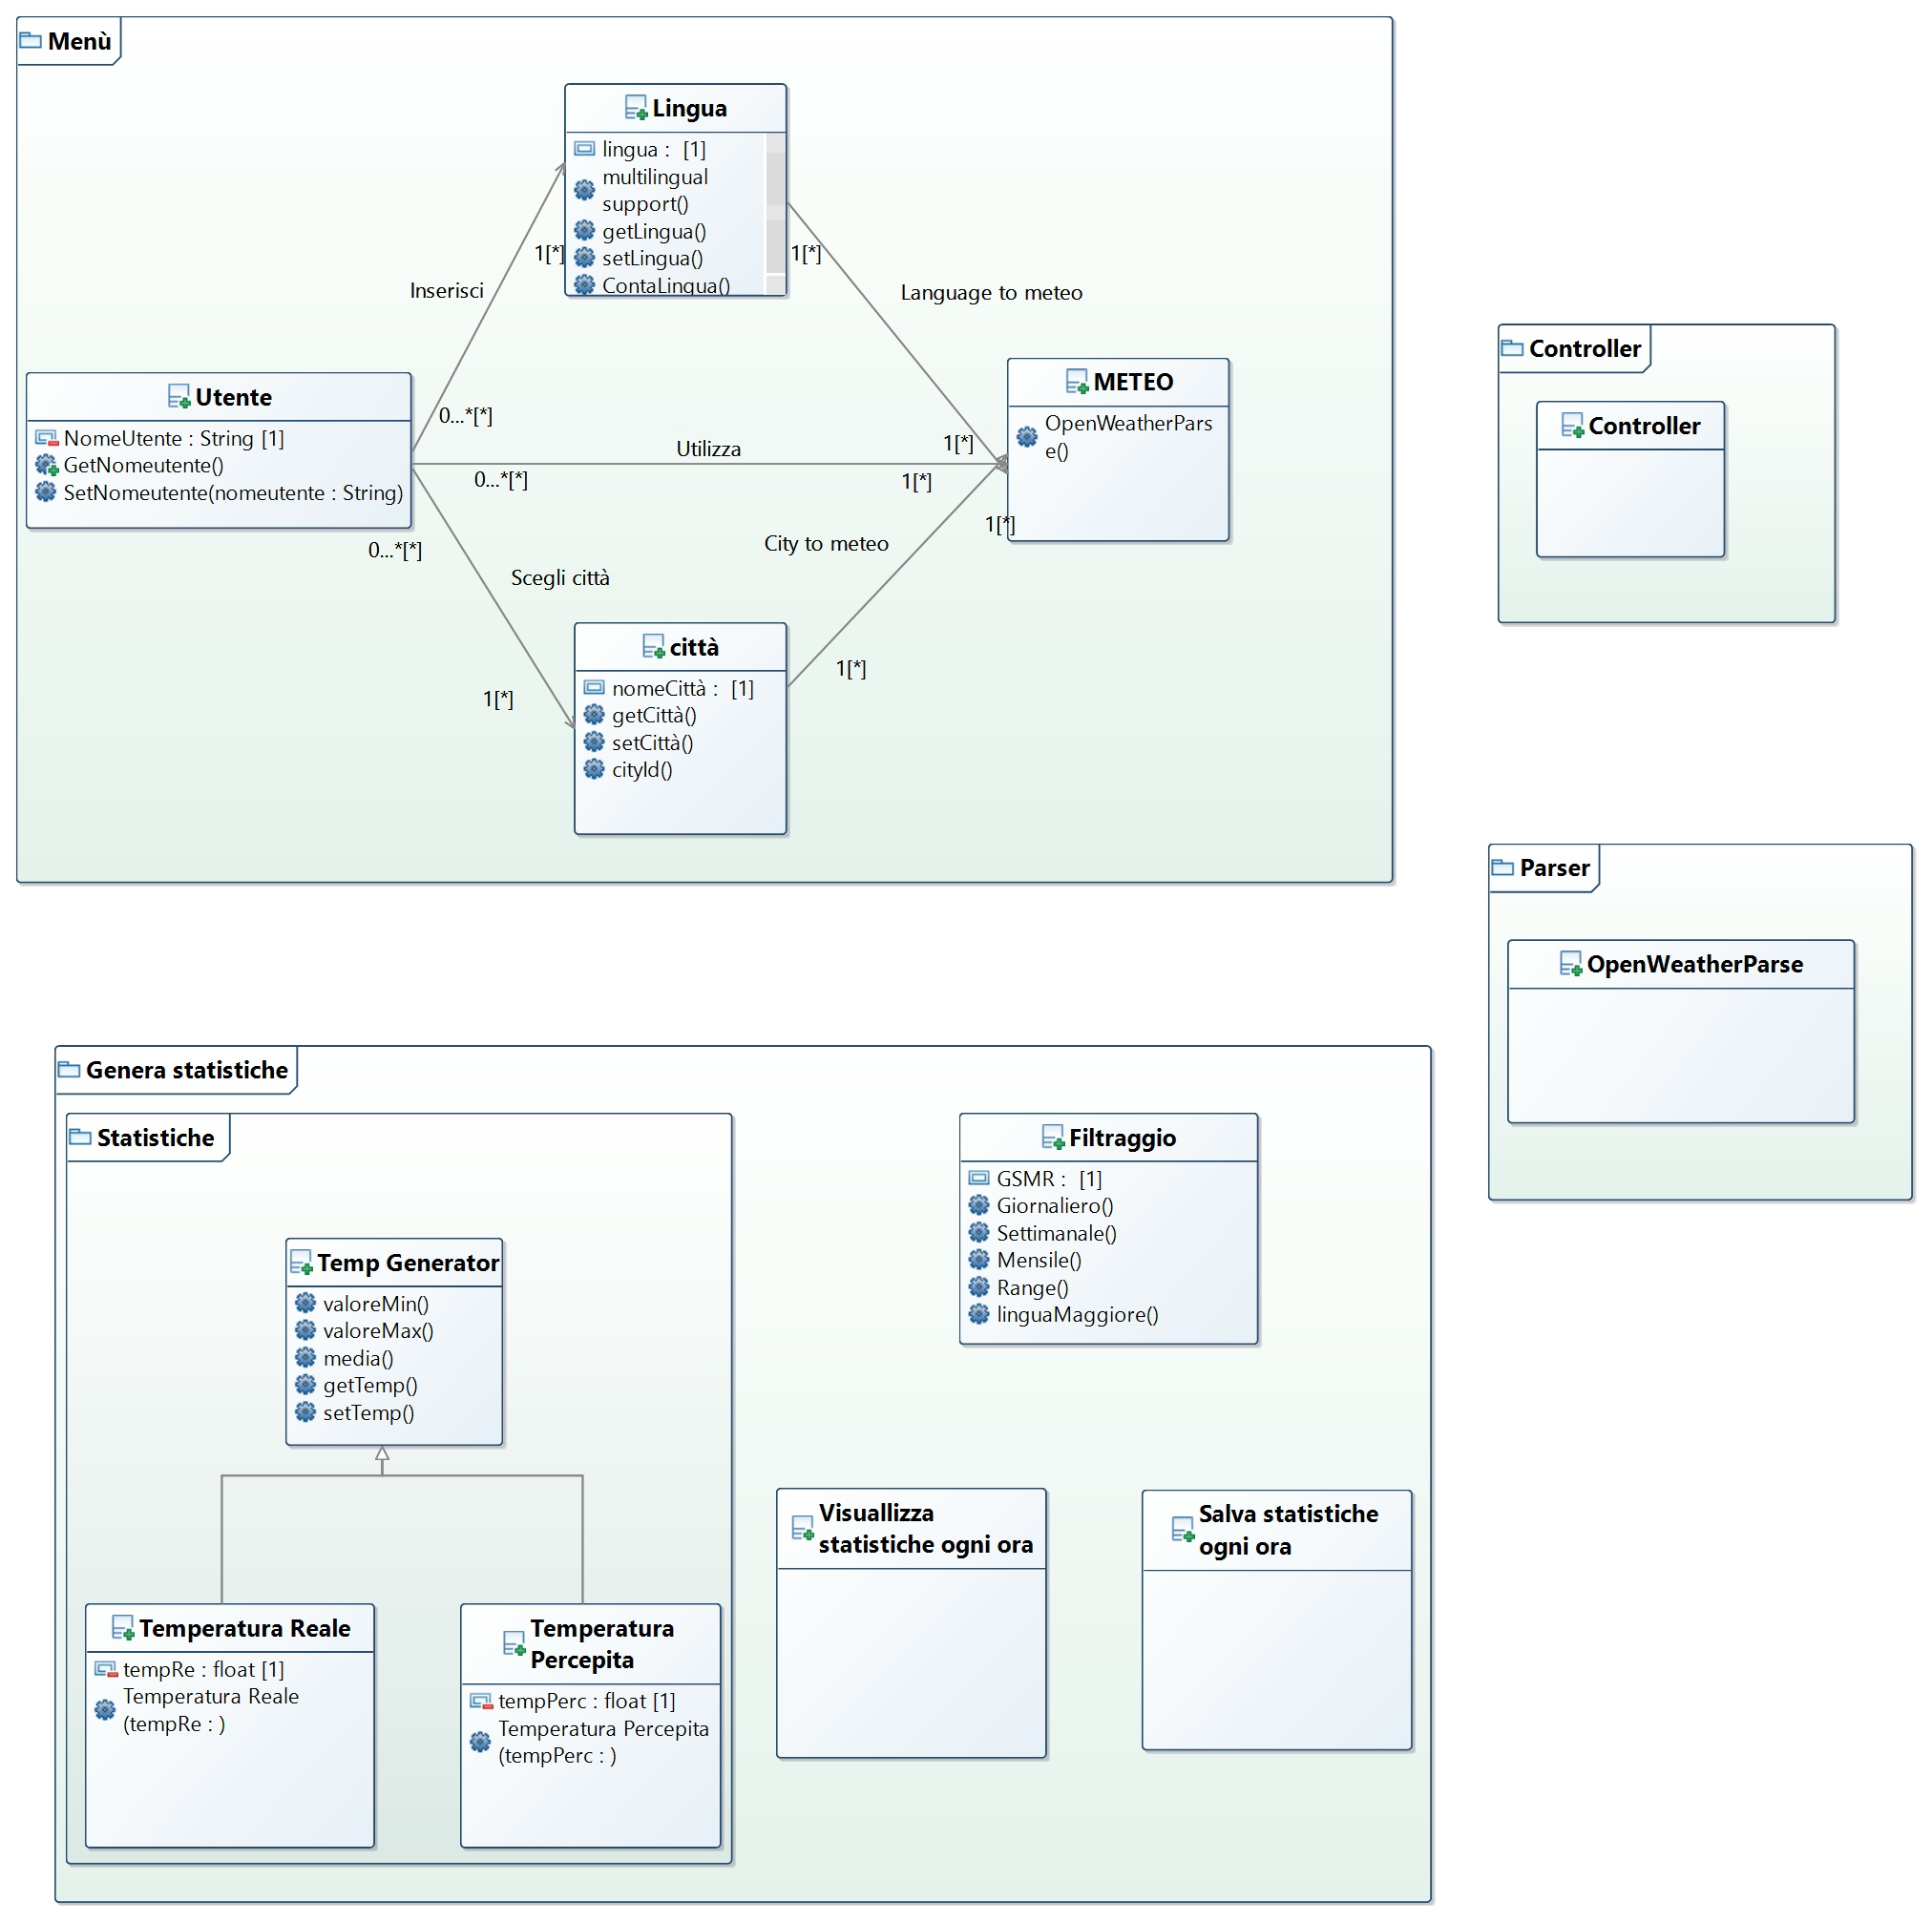 Menù
Lingua
lingua : [1]
multilingual
support()
getLingua()
setLingua()
ContaLingua()
1[*]
1[*]
Inserisci
Language to meteo
Utente
NomeUtente : String [1]
GetNomeutente()
SetNomeutente(nomeutente : String)
0...*[*]
Utilizza
1[*]
0...*[*]
1[*]
METEO
OpenWeatherPars
e()
1[*]
0...*[*]
City to meteo
Scegli città
1[*]
1[*]
città
nomeCittà : [1]
getCittà()
setCittà()
cityId()
Controller
Controller
Parser
OpenWeatherParse
Genera statistiche
Statistiche
Temp Generator
valoreMin()
valoreMax()
media()
getTemp()
setTemp()
Temperatura Reale
tempRe : float [1]
Temperatura Reale
(tempRe : )
Temperatura
Percepita
tempPerc : float [1]
Temperatura Percepita
(tempPerc : )
Filtraggio
GSMR : [1]
Giornaliero()
Settimanale()
Mensile()
Range()
linguaMaggiore()
Visuallizza
statistiche ogni ora
Salva statistiche
ogni ora